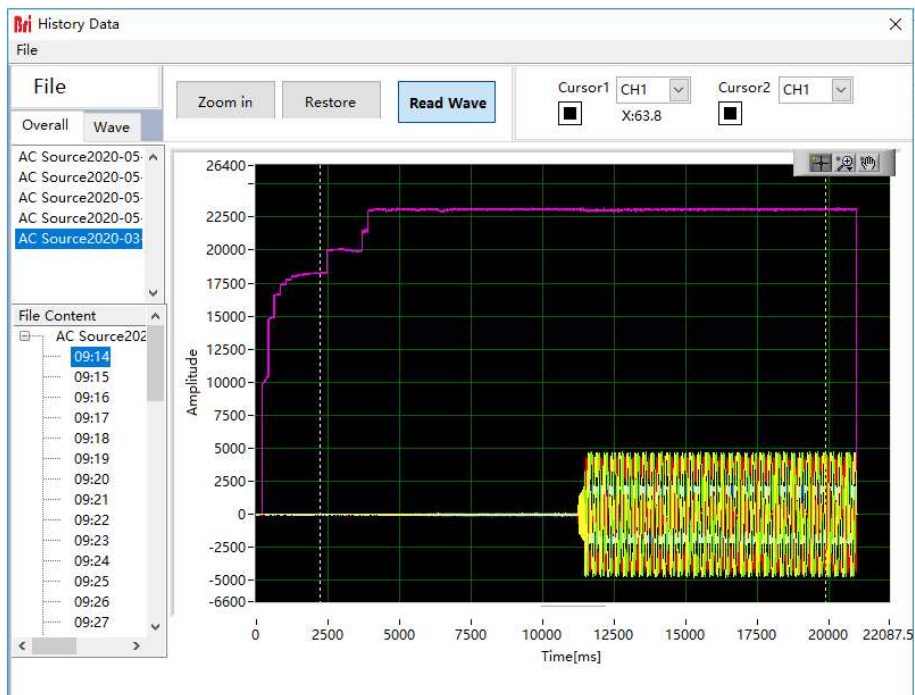 Bri History Data
File
File
Overall Wave
Zoom in Restore Read Wave
Cursor1 CH1 Cursor2 CH1
X:63.8
AC Source2020-05-
AC Source2020-05-
AC Source2020-05-
AC Source2020-05-
AC Source2020-03-
File Content
AC Source202
09:14
09:15
09:16
09:17
09:18
09:19
09:20
09:21
09:22
09:23
09:24
09:25
09:26
09:27
Amplitude
26400
22500
20000
17500
15000
12500
10000
7500
5000
2500
0
-2500
-5000
-6600
0 2500 5000 7500 10000 12500 15000 17500 20000 22087.5
Time[ms]